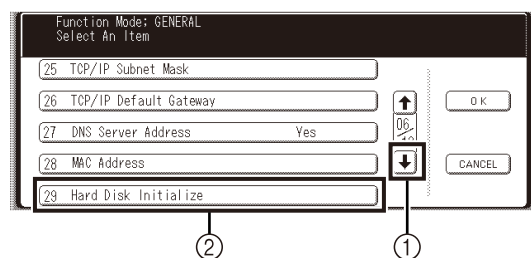 Function Mode: GENERAL
Select An Item
25 TCP/IP Subnet Mask
26 TCP/IP Default Gateway
OK
27 DNS Server Address Yes
06
28 MAC Address
CANCEL
29 Hard Disk Initialize
② ①